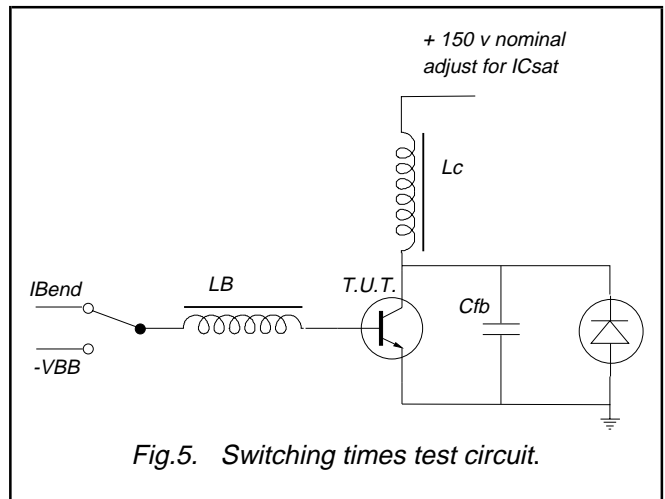 + 150 v nominal
adjust for ICsat
Lc
IBend
LB
T.U.T.
Cfb
-VBB
Fig.5. Switching times test circuit.